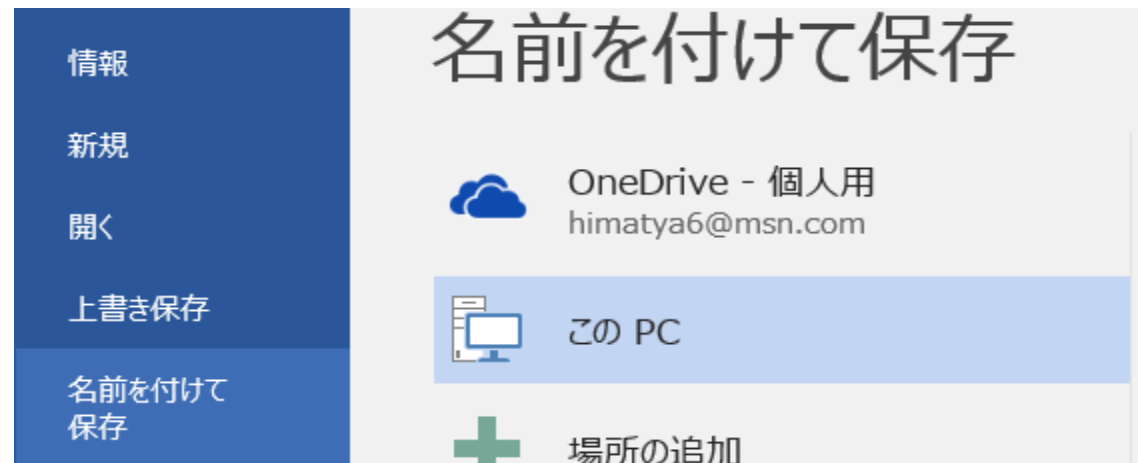 情報
新規
開く
上書き保存
名前を付けて
保存
名前を付けて保存
OneDrive - 個人用
himatya6@msn.com
この PC
場所の追加